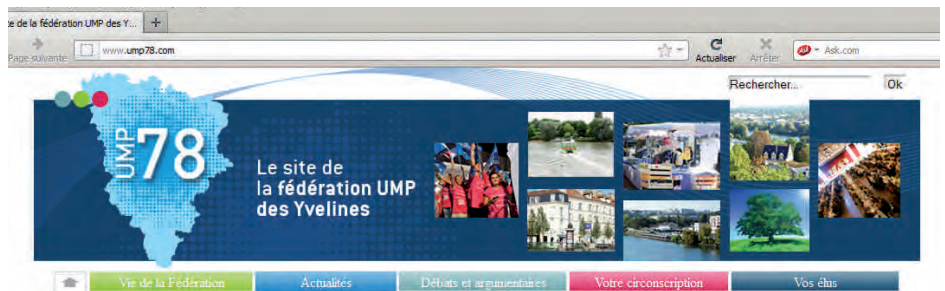 te de la fédération UMP des Y... +
Page suivante www.ump78.com Actualiser Arrêter Ask.com
Rechercher... Ok
UMP 78
Le site de
la fédération UMP
des Yvelines
Vie de la Fédération Actualités Débats et argumentaires Votre circonscription Vos élus